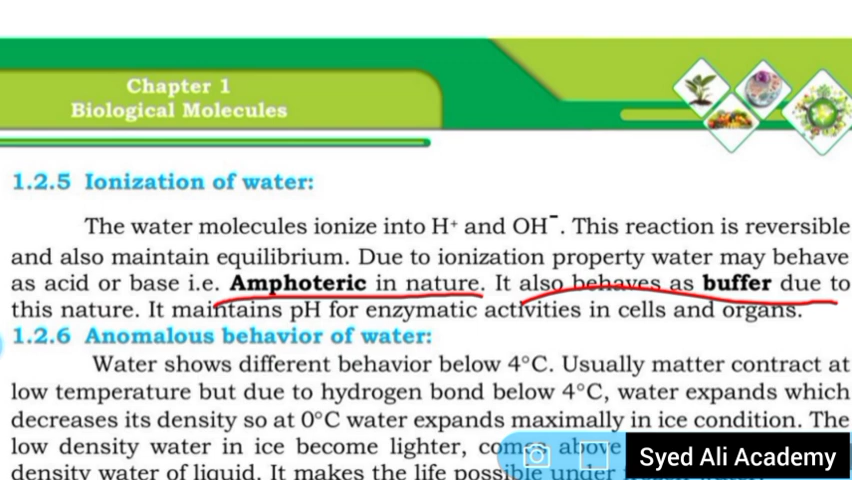 Chapter 1
Biological Molecules
1.2.5 Ionization of water:
The water molecules ionize into H⁺ and OH⁻. This reaction is reversible
and also maintain equilibrium. Due to ionization property water may behave
as acid or base i.e. Amphoteric in nature. It also behaves as buffer due to
this nature. It maintains pH for enzymatic activities in cells and organs.
1.2.6 Anomalous behavior of water:
Water shows different behavior below 4°C. Usually matter contract at
low temperature but due to hydrogen bond below 4°C, water expands which
decreases its density so at 0°C water expands maximally in ice condition. The
low density water in ice become lighter, comes above
density water of liquid. It makes the life possible under
Syed Ali Academy